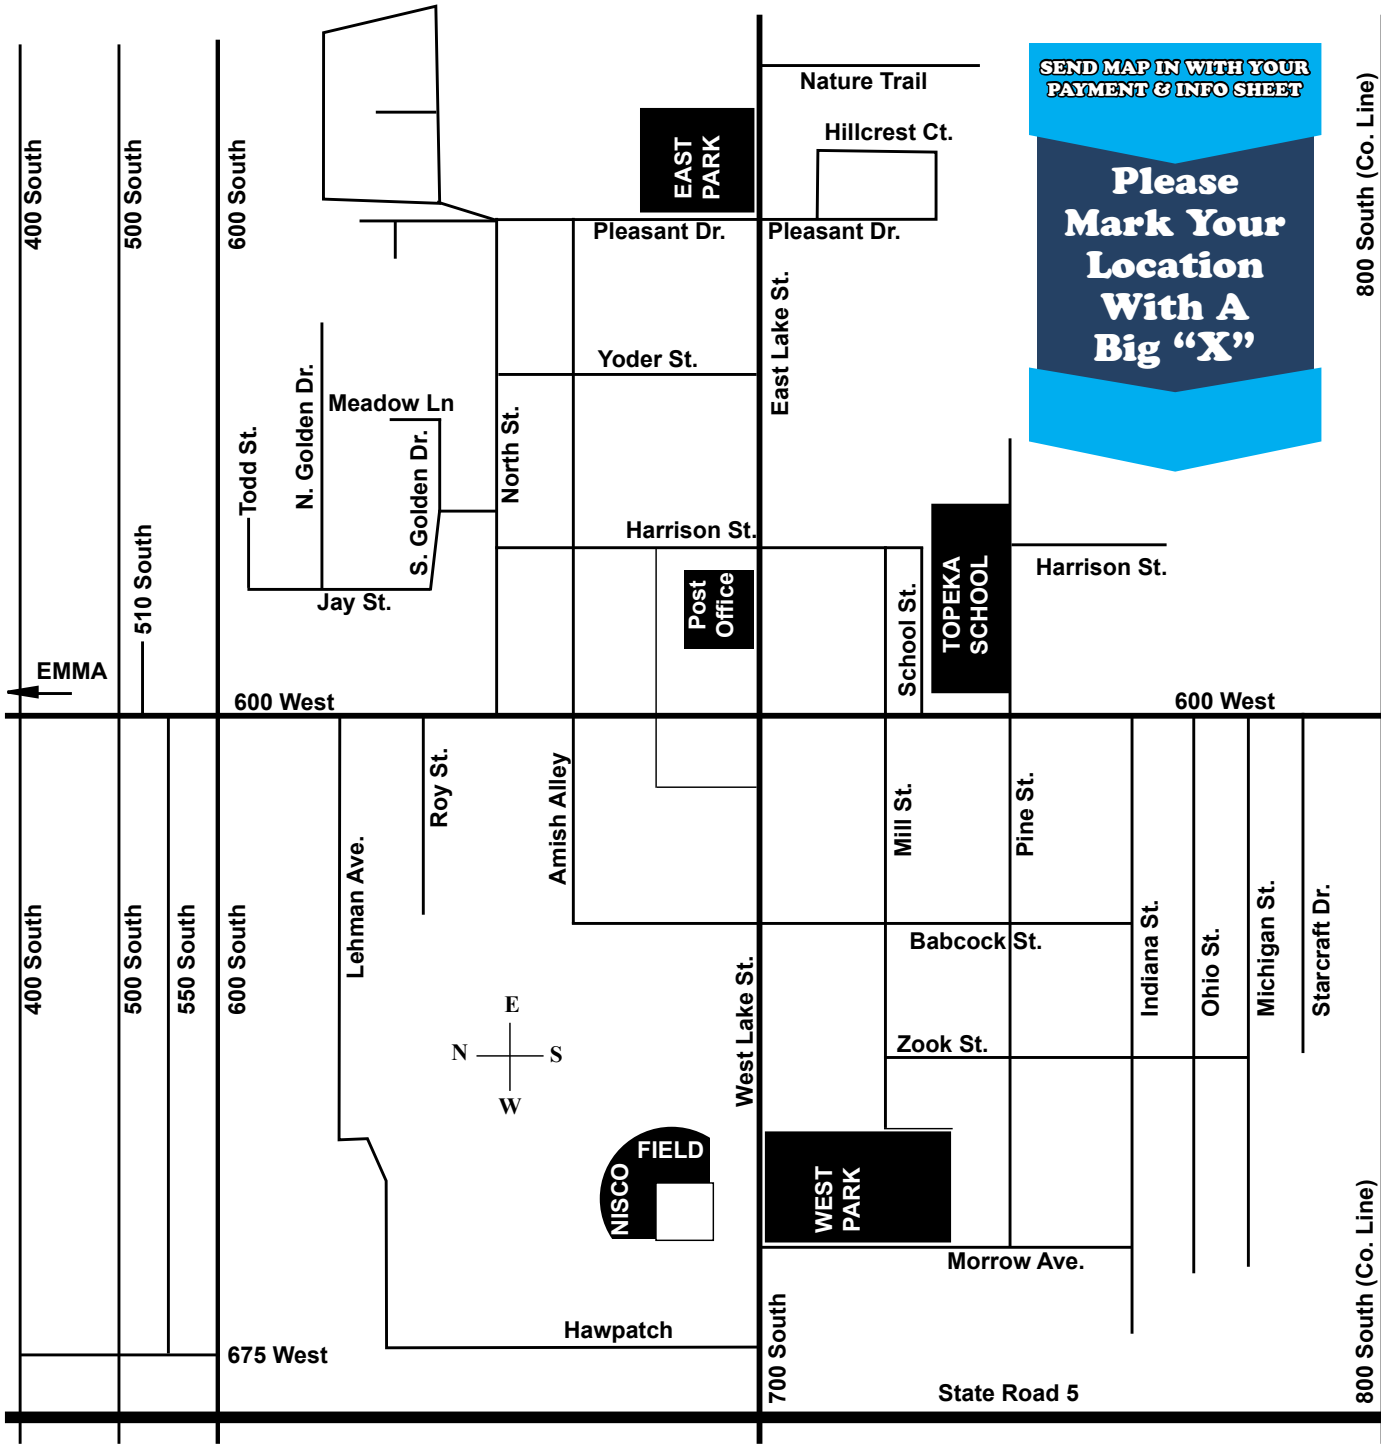 SEND MAP IN WITH YOUR
PAYMENT & INFO SHEET
Please
Mark Your
Location
With A
Big “X”
Nature Trail
Hillcrest Ct.
EAST
PARK
400 South
500 South
600 South
800 South (Co. Line)
Pleasant Dr.
Pleasant Dr.
East Lake St.
Yoder St.
N. Golden Dr.
Meadow Ln
Todd St.
S. Golden Dr.
North St.
Harrison St.
510 South
Jay St.
Post
Office
School St.
TOPEKA
SCHOOL
Harrison St.
EMMA
600 West
600 West
Roy St.
Amish Alley
Mill St.
Pine St.
Lehman Ave.
400 South
500 South
550 South
600 South
Babcock St.
Indiana St.
Ohio St.
Michigan St.
Starcraft Dr.
West Lake St.
E
N
S
W
Zook St.
FIELD
NISCO
WEST
PARK
Morrow Ave.
Hawpatch
700 South
675 West
State Road 5
800 South (Co. Line)